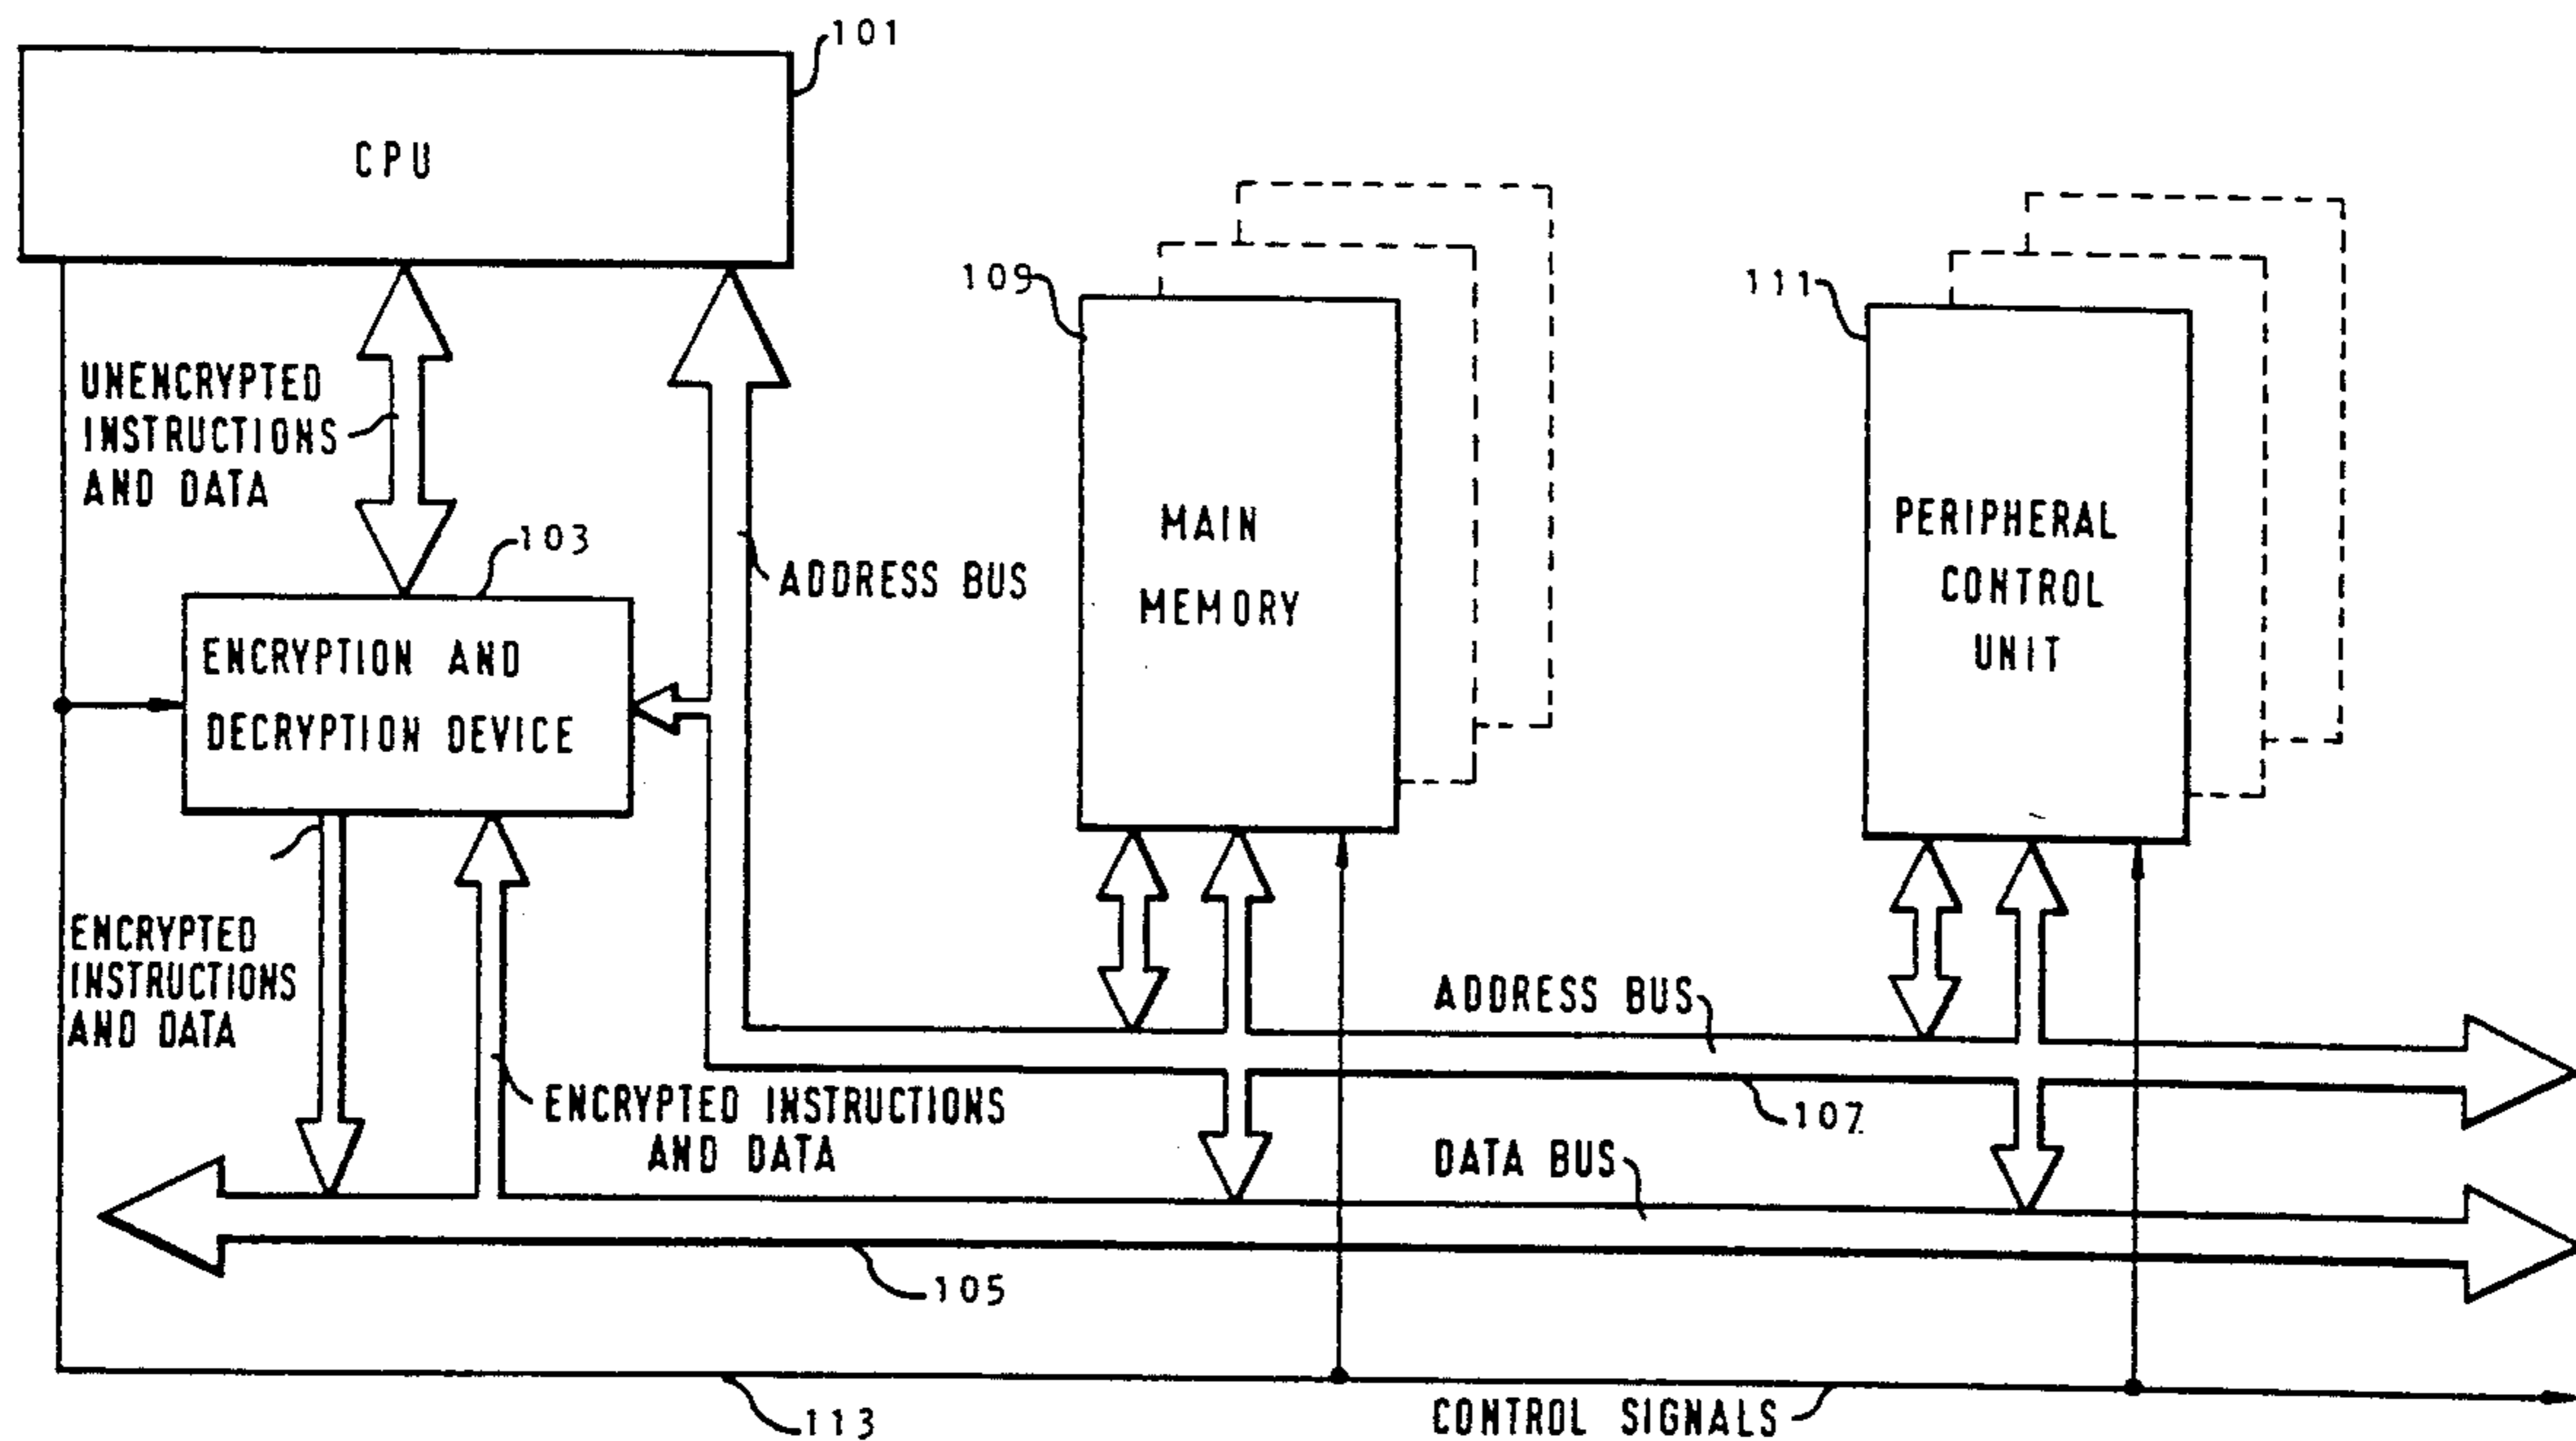 101
CPU
109
111
UNENCRYPTED
INSTRUCTIONS
AND DATA
103
ADDRESS BUS
MAIN
MEMORY
PERIPHERAL
CONTROL
UNIT
ENCRYPTION AND
DECRYPTION DEVICE
ENCRYPTED
INSTRUCTIONS
AND DATA
ADDRESS BUS
ENCRYPTED INSTRUCTIONS
AND DATA
107
DATA BUS
105
113
CONTROL SIGNALS